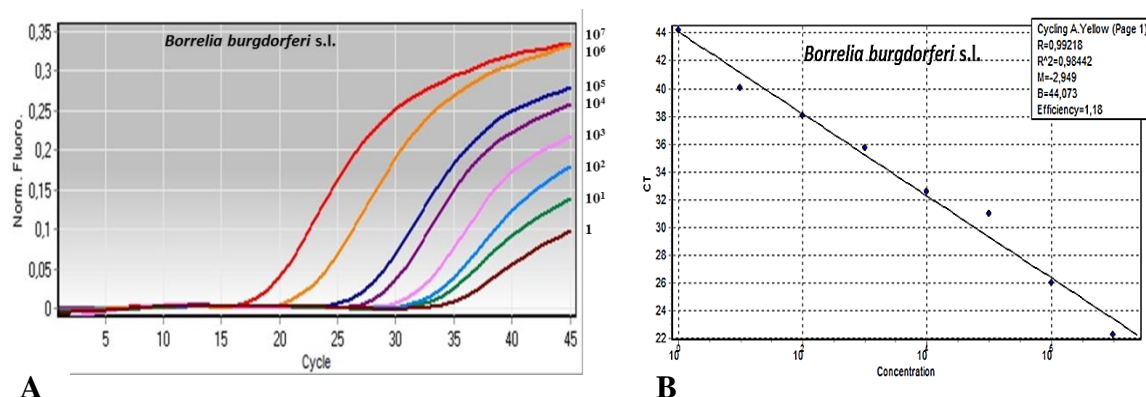 Borrelia burgdorferi s.l.
Norm. Fluoro.
0,35
0,3
0,25
0,2
0,15
0,1
0,05
0
5 10 15 20 25 30 35 40 45
Cycle
10⁷
10⁶
10⁵
10⁴
10³
10²
10¹
1
A
Borrelia burgdorferi s.l.
Cycling A.Yellow (Page 1)
R=0,99218
R^2=0,98442
M=-2,949
B=44,073
Efficiency=1,18
CT
44
42
40
38
36
34
32
30
28
26
24
22
Concentration
B